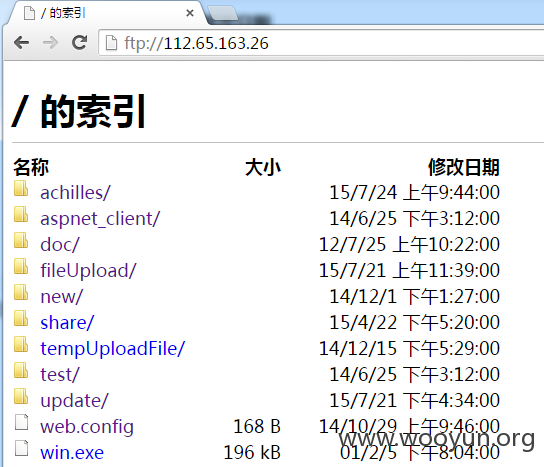 / 的索引
ftp://112.65.163.26
/ 的索引
名称 大小 修改日期
achilles/ 15/7/24 上午9:44:00
aspnet_client/ 14/6/25 下午3:12:00
doc/ 12/7/25 上午10:22:00
fileUpload/ 15/7/21 上午11:39:00
new/ 14/12/1 下午1:27:00
share/ 15/4/22 下午5:20:00
tempUploadFile/ 14/12/15 下午5:29:00
test/ 14/6/25 下午3:12:00
update/ 15/7/21 下午4:34:00
web.config 168 B 14/10/29 上午9:46:00
win.exe 196 kB 01/2/5 下午8:04:00
www.wooyun.org